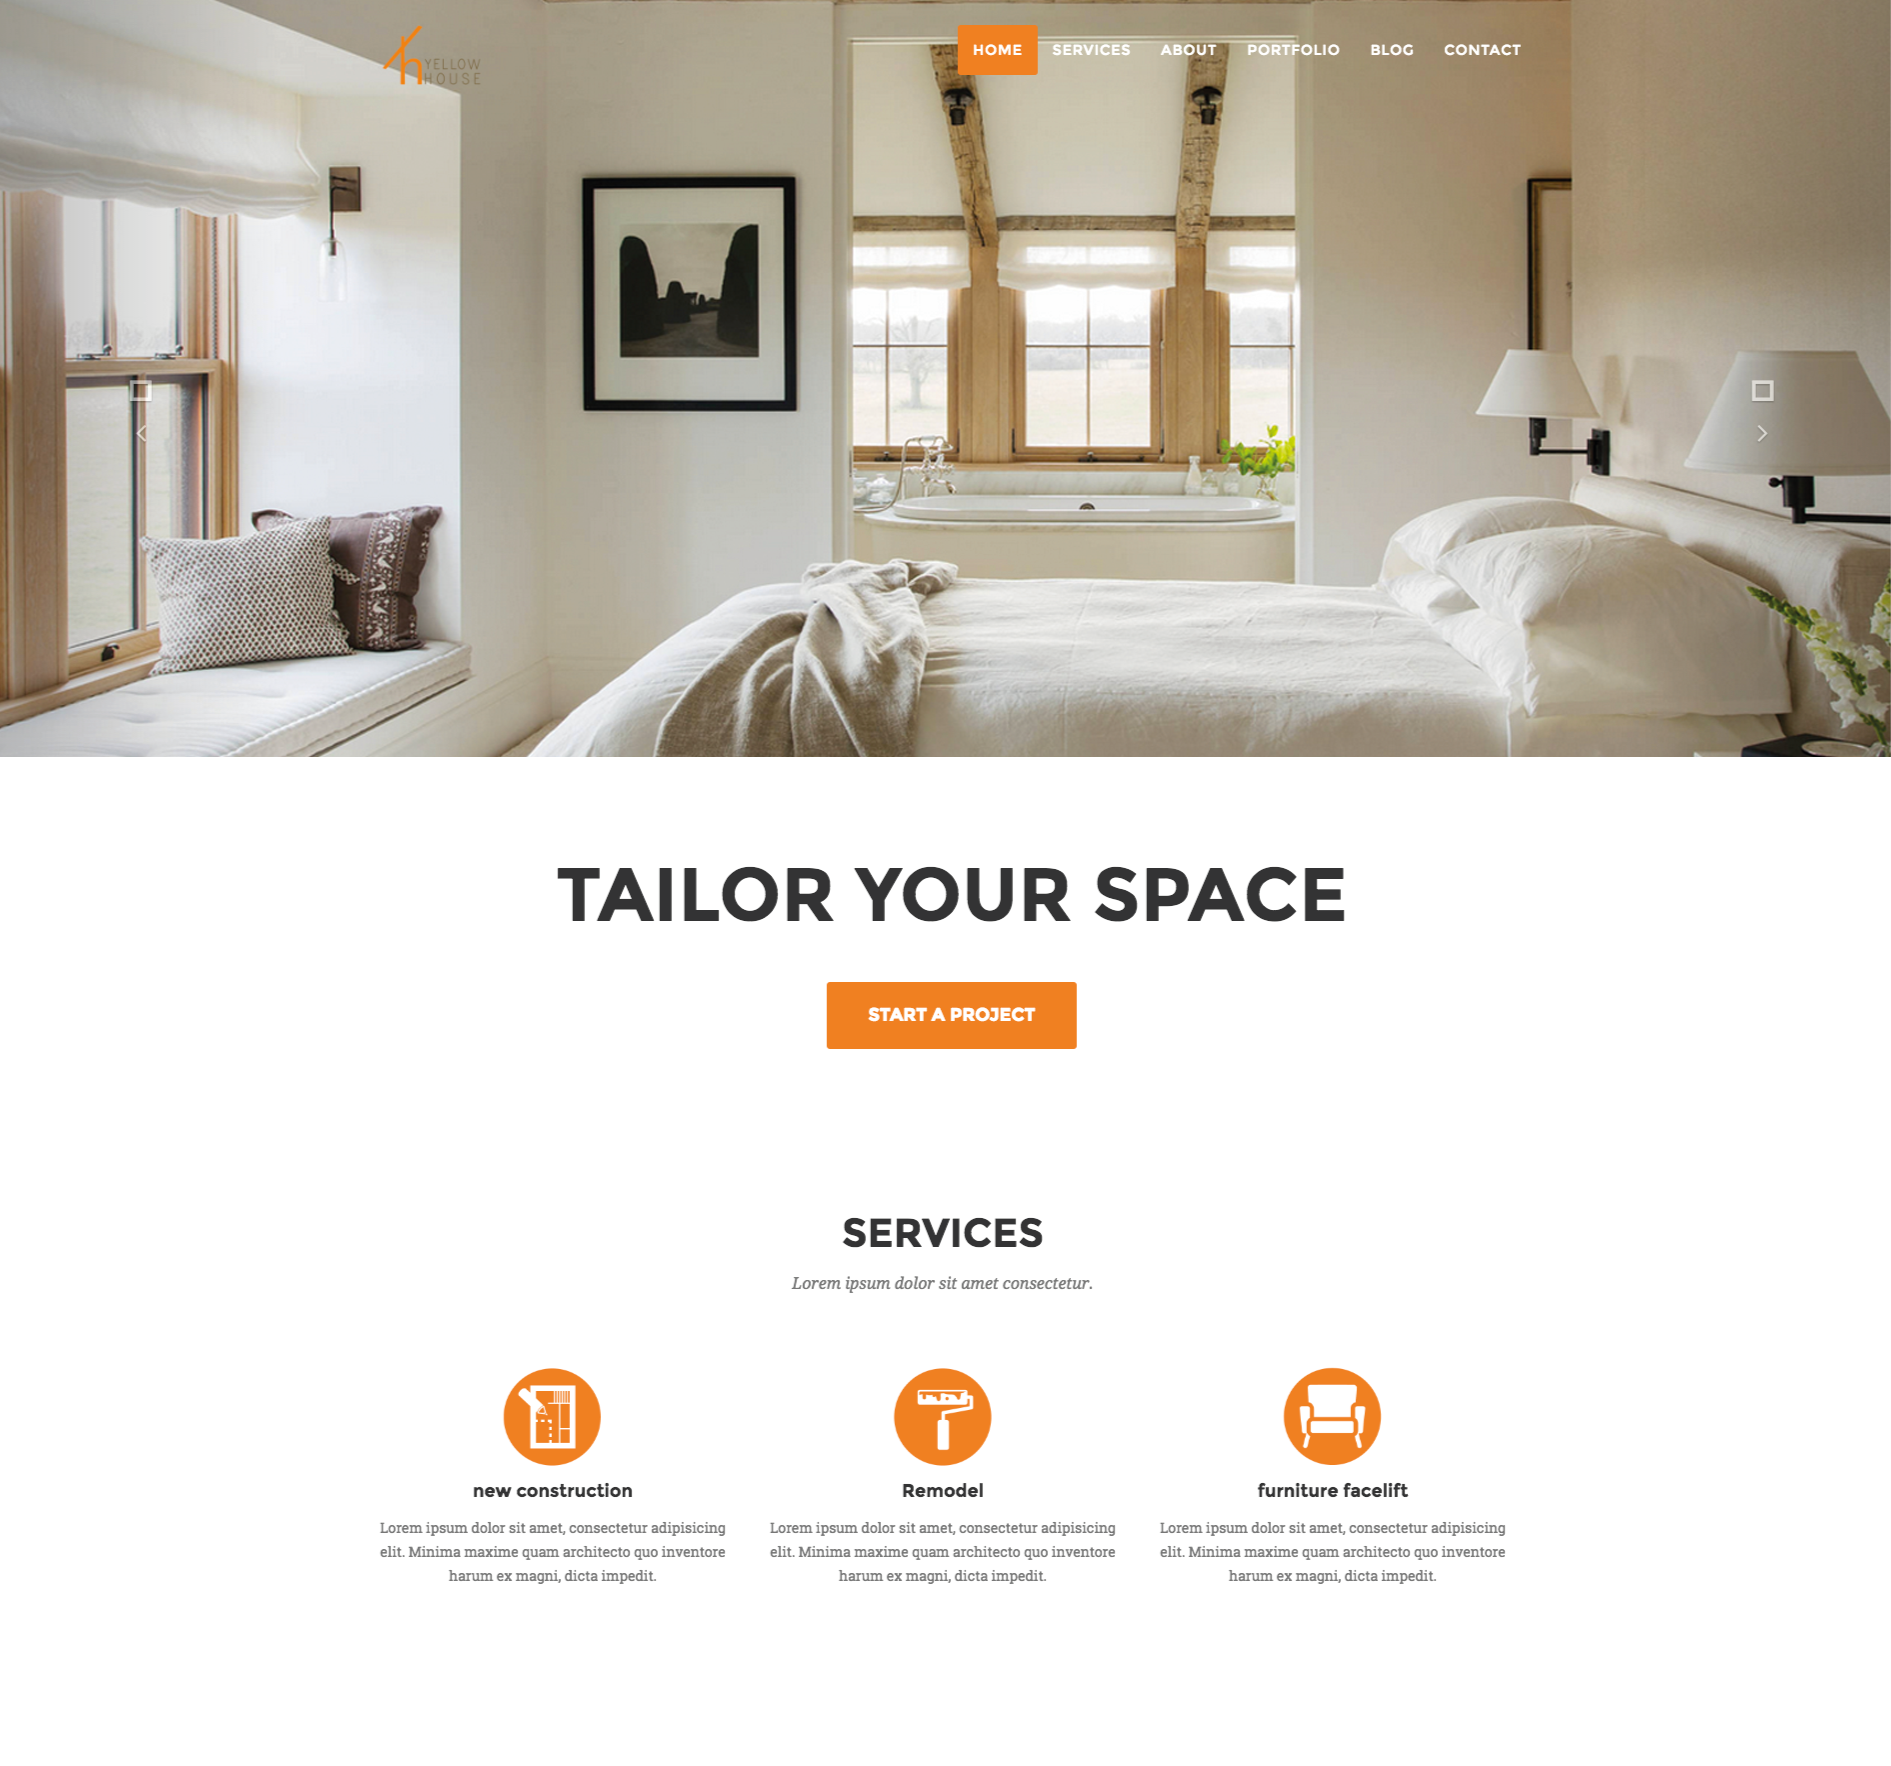 YELLOW
HOUSE
HOME SERVICES ABOUT PORTFOLIO BLOG CONTACT
TAILOR YOUR SPACE
START A PROJECT
SERVICES
Lorem ipsum dolor sit amet consectetur.
new construction
Lorem ipsum dolor sit amet, consectetur adipisicing
elit. Minima maxime quam architecto quo inventore
harum ex magni, dicta impedit.
Remodel
Lorem ipsum dolor sit amet, consectetur adipisicing
elit. Minima maxime quam architecto quo inventore
harum ex magni, dicta impedit.
furniture facelift
Lorem ipsum dolor sit amet, consectetur adipisicing
elit. Minima maxime quam architecto quo inventore
harum ex magni, dicta impedit.